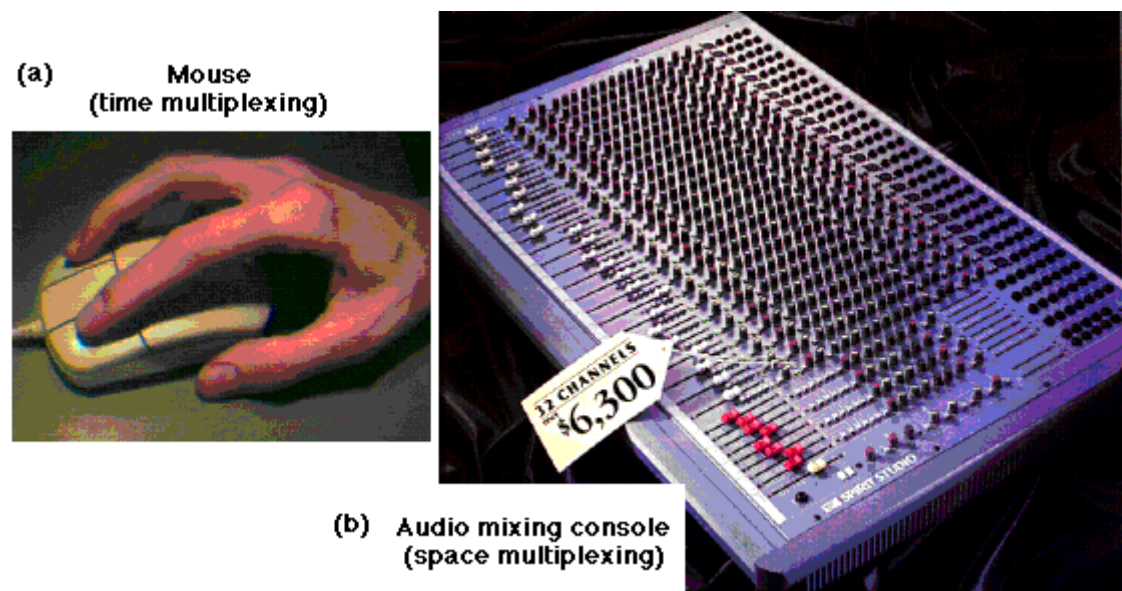 (a)
Mouse
(time multiplexing)
32 CHANNELS
$6,300
SPIRIT STUDIO
(b)
Audio mixing console
(space multiplexing)